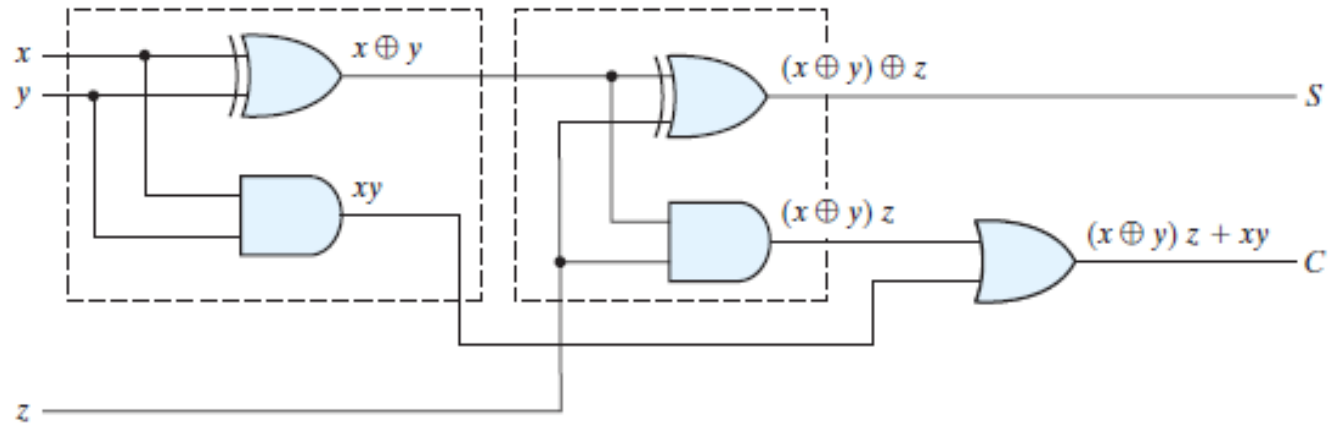 x
y
x ⊕ y
(x ⊕ y) ⊕ z
S
xy
(x ⊕ y) z
(x ⊕ y) z + xy
C
z